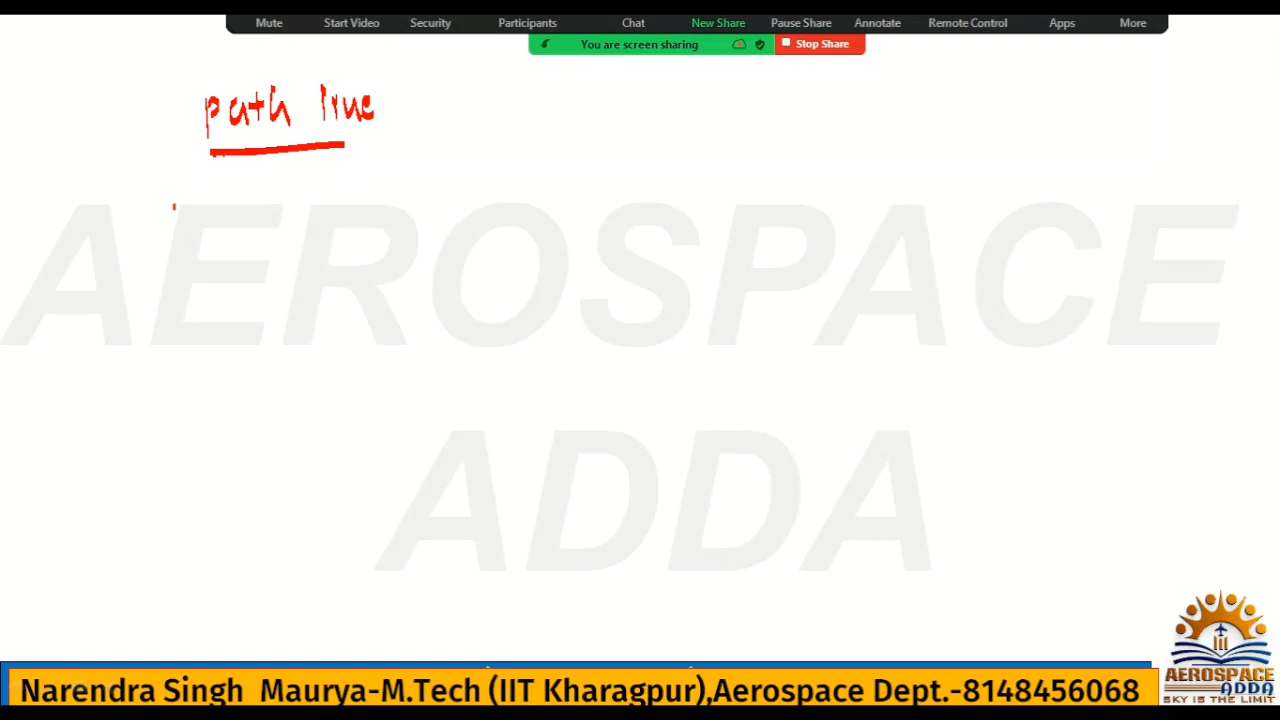 Mute Start Video Security Participants Chat New Share Pause Share Annotate Remote Control Apps More
You are screen sharing Stop Share
path line
AEROSPACE
ADDA
AEROSPACE
ADDA
SKY IS THE LIMIT
Narendra Singh Maurya-M.Tech (IIT Kharagpur),Aerospace Dept.-8148456068